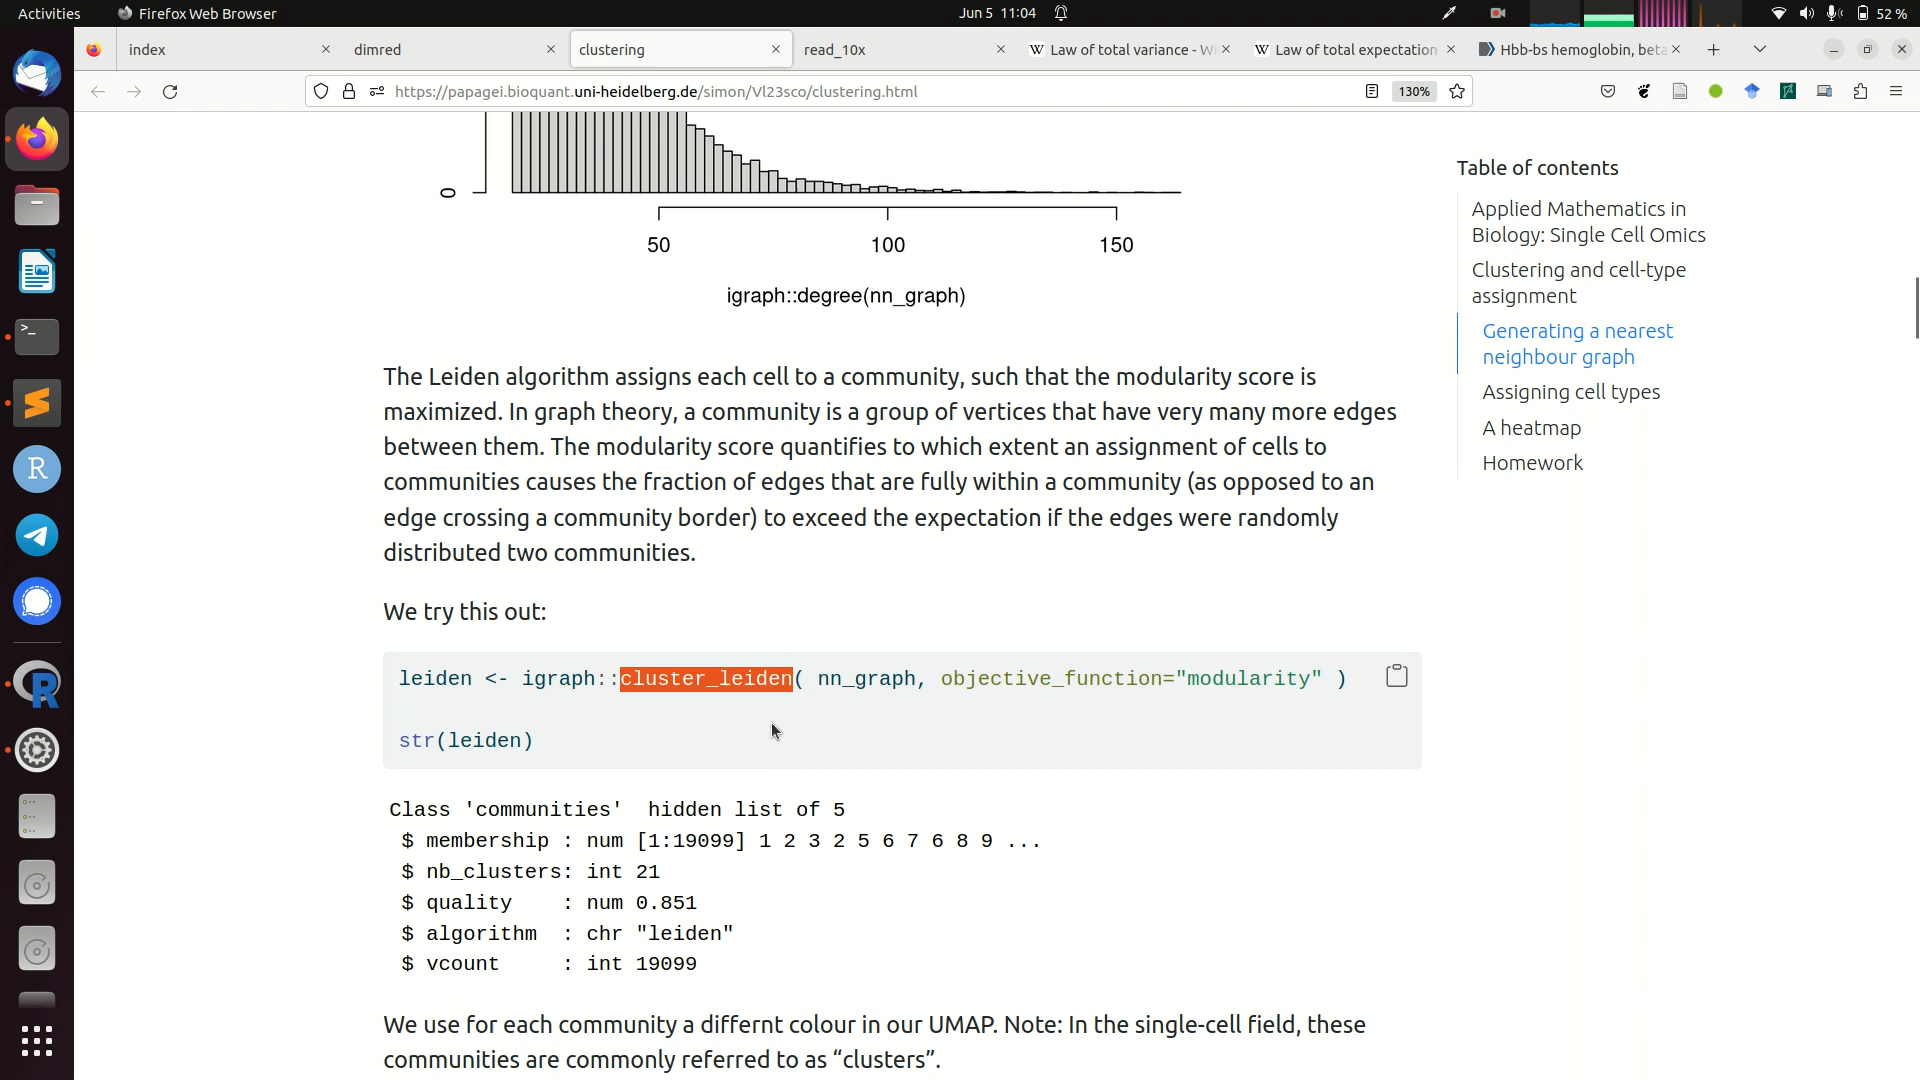 Activities
Firefox Web Browser
Jun 5 11:04
52 %
index
dimred
clustering
read_10x
Law of total variance - Wi
Law of total expectation
Hbb-bs hemoglobin, beta
https://papagei.bioquant.uni-heidelberg.de/simon/Vl23sco/clustering.html
130%
0
50 100 150
igraph::degree(nn_graph)
The Leiden algorithm assigns each cell to a community, such that the modularity score is
maximized. In graph theory, a community is a group of vertices that have very many more edges
between them. The modularity score quantifies to which extent an assignment of cells to
communities causes the fraction of edges that are fully within a community (as opposed to an
edge crossing a community border) to exceed the expectation if the edges were randomly
distributed two communities.
We try this out:
leiden <- igraph::cluster_leiden( nn_graph, objective_function="modularity" )
str(leiden)
Class 'communities'  hidden list of 5
$ membership : num [1:19099] 1 2 3 2 5 6 7 6 8 9 ...
$ nb_clusters: int 21
$ quality    : num 0.851
$ algorithm  : chr "leiden"
$ vcount     : int 19099
We use for each community a differnt colour in our UMAP. Note: In the single-cell field, these
communities are commonly referred to as “clusters”.
Table of contents
Applied Mathematics in
Biology: Single Cell Omics
Clustering and cell-type
assignment
Generating a nearest
neighbour graph
Assigning cell types
A heatmap
Homework